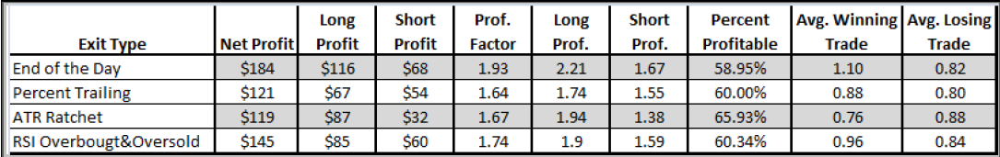 Exit Type Net Profit Long Profit Short Profit Prof. Factor Long Prof. Short Prof. Percent Profitable Avg. Winning Trade Avg. Losing Trade
End of the Day $184 $116 $68 1.93 2.21 1.67 58.95% 1.10 0.82
Percent Trailing $121 $67 $54 1.64 1.74 1.55 60.00% 0.88 0.80
ATR Ratchet $119 $87 $32 1.67 1.94 1.38 65.93% 0.76 0.88
RSI Overbougt&Oversold $145 $85 $60 1.74 1.9 1.59 60.34% 0.96 0.84